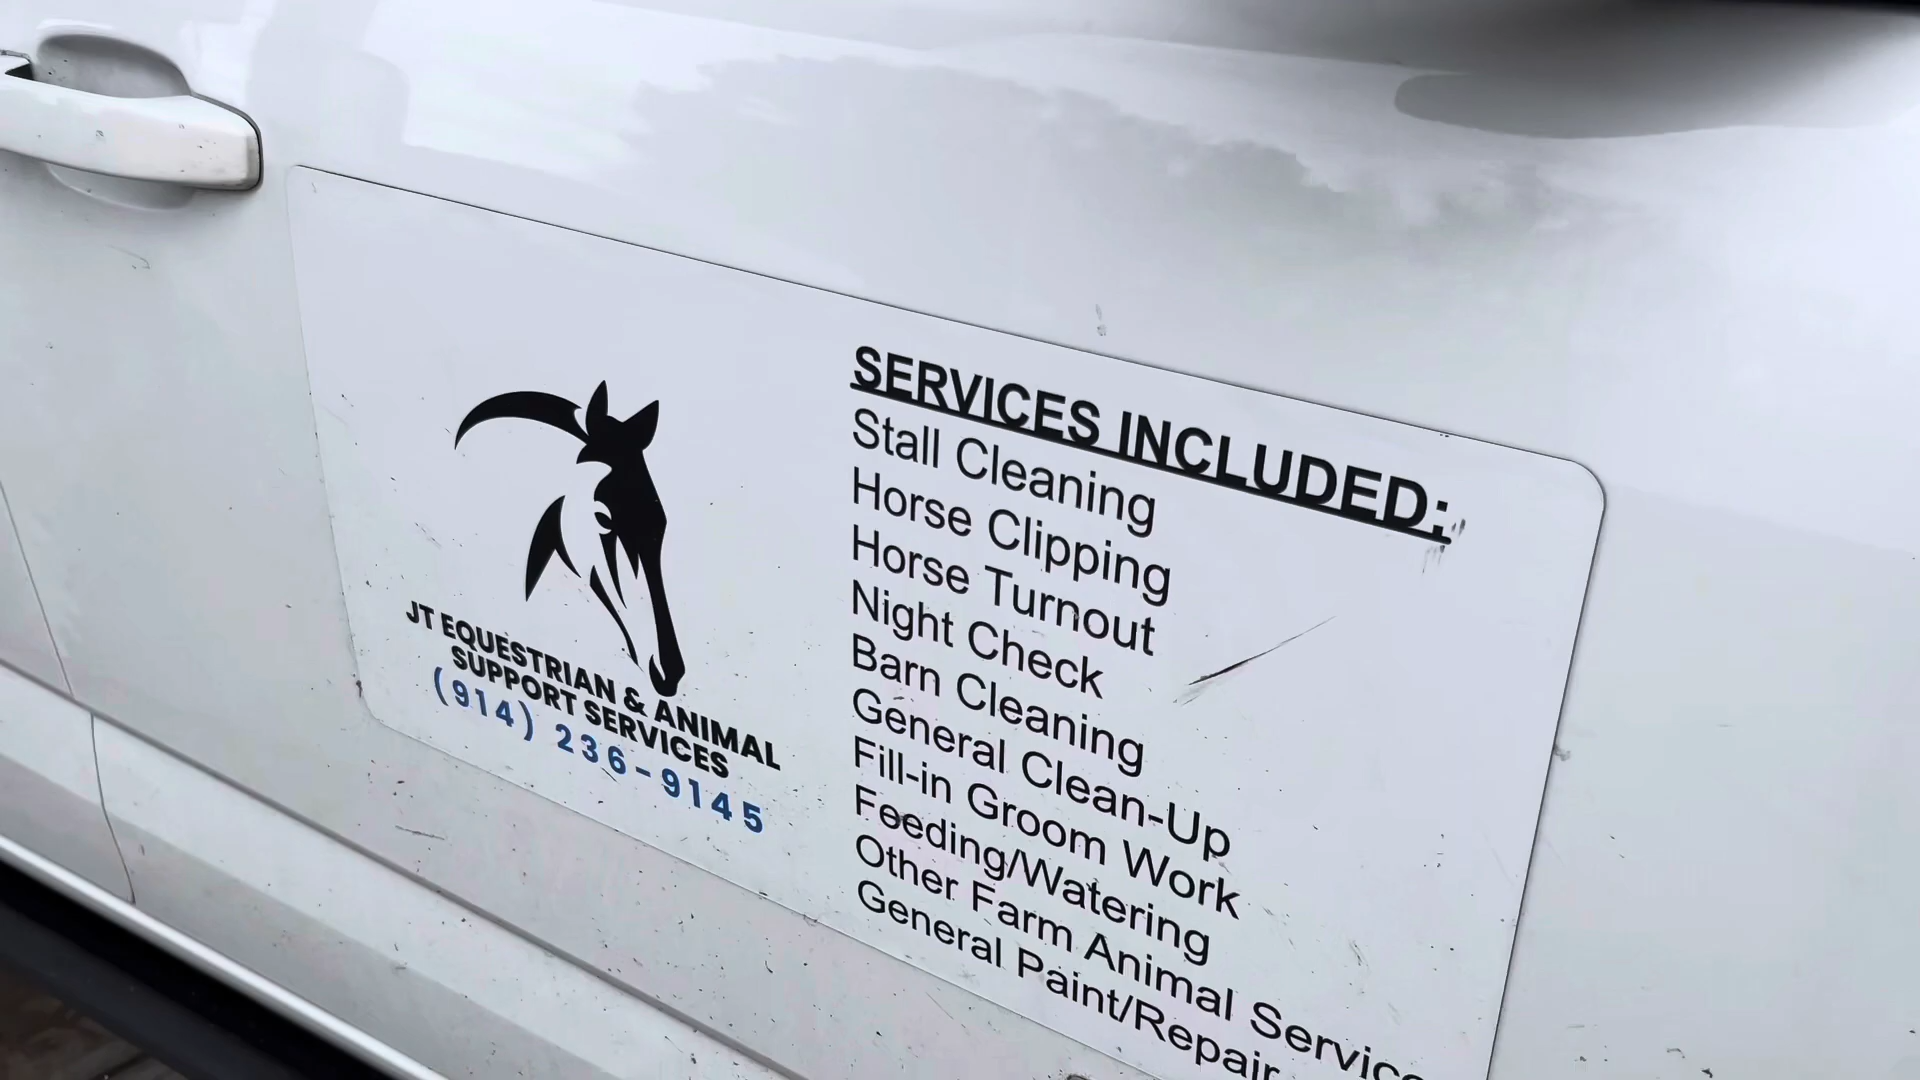 JT EQUESTRIAN & ANIMAL
SUPPORT SERVICES
(914) 236-9145
SERVICES INCLUDED:
Stall Cleaning
Horse Clipping
Horse Turnout
Night Check
Barn Cleaning
General Clean-Up
Fill-in Groom Work
Feeding/Watering
Other Farm Animal Servic
General Paint/Repair